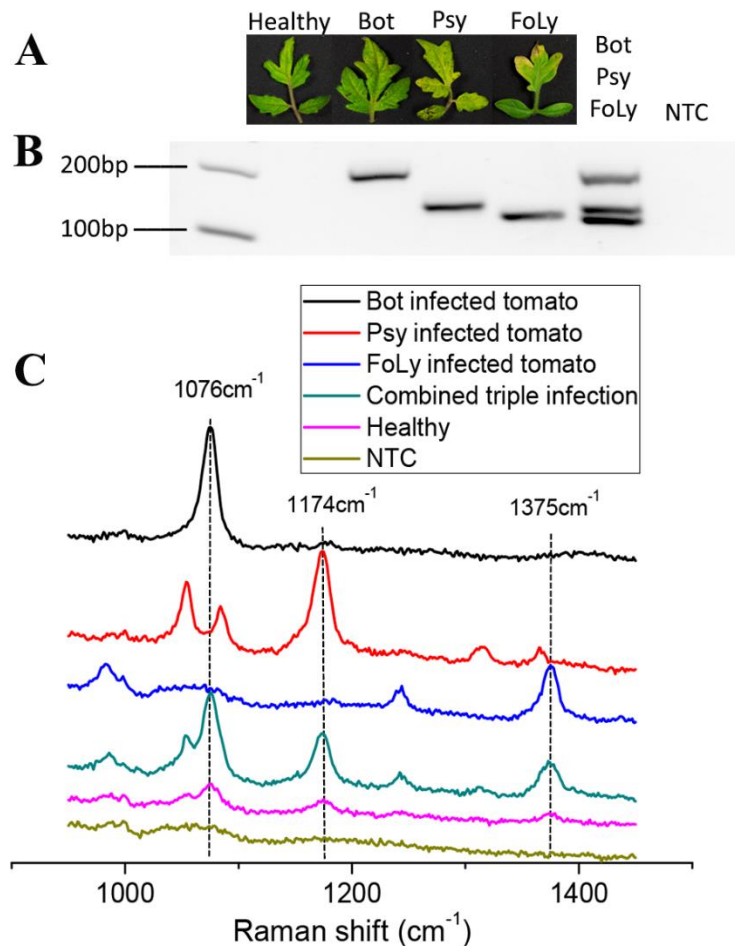 A
Healthy Bot Psy FoLy
Bot
Psy
FoLy
NTC
B
200bp
100bp
Bot infected tomato
Psy infected tomato
FoLy infected tomato
Combined triple infection
Healthy
NTC
C
1076cm⁻¹
1174cm⁻¹
1375cm⁻¹
1000 1200 1400
Raman shift (cm⁻¹)